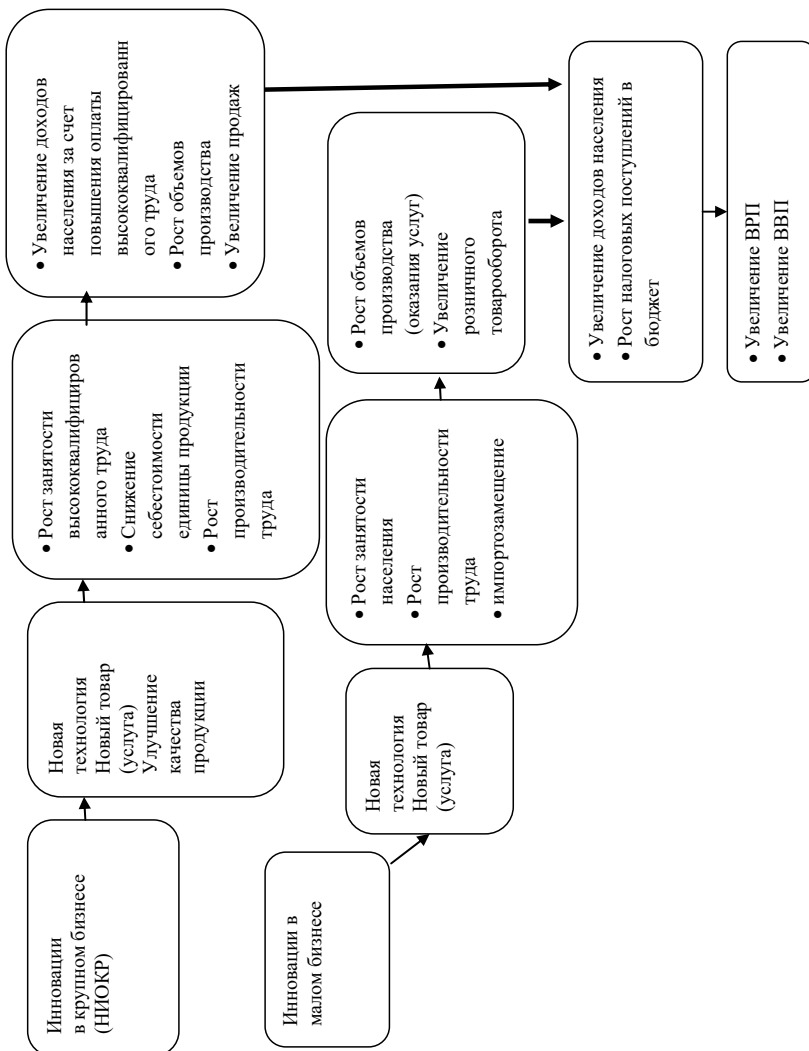 Инновации
в крупном бизнесе
(НИОКР)
Новая
технология
Новый товар
(услуга)
Улучшение
качества
продукции
• Рост занятости
высококвалифициров
анного труда
• Снижение
себестоимости
единицы продукции
• Рост
производительности
труда
• Увеличение доходов
населения за счет
повышения оплаты
высококвалифицированн
ого труда
• Рост объемов
производства
• Увеличение продаж
Инновации в
малом бизнесе
Новая
технология
Новый товар
(услуга)
• Рост занятости
населения
• Рост
производительности
труда
• импортозамещение
• Рост объемов
производства
(оказания услуг)
• Увеличение
розничного
товарооборота
• Увеличение доходов населения
• Рост налоговых поступлений в
бюджет
• Увеличение ВРП
• Увеличение ВВП